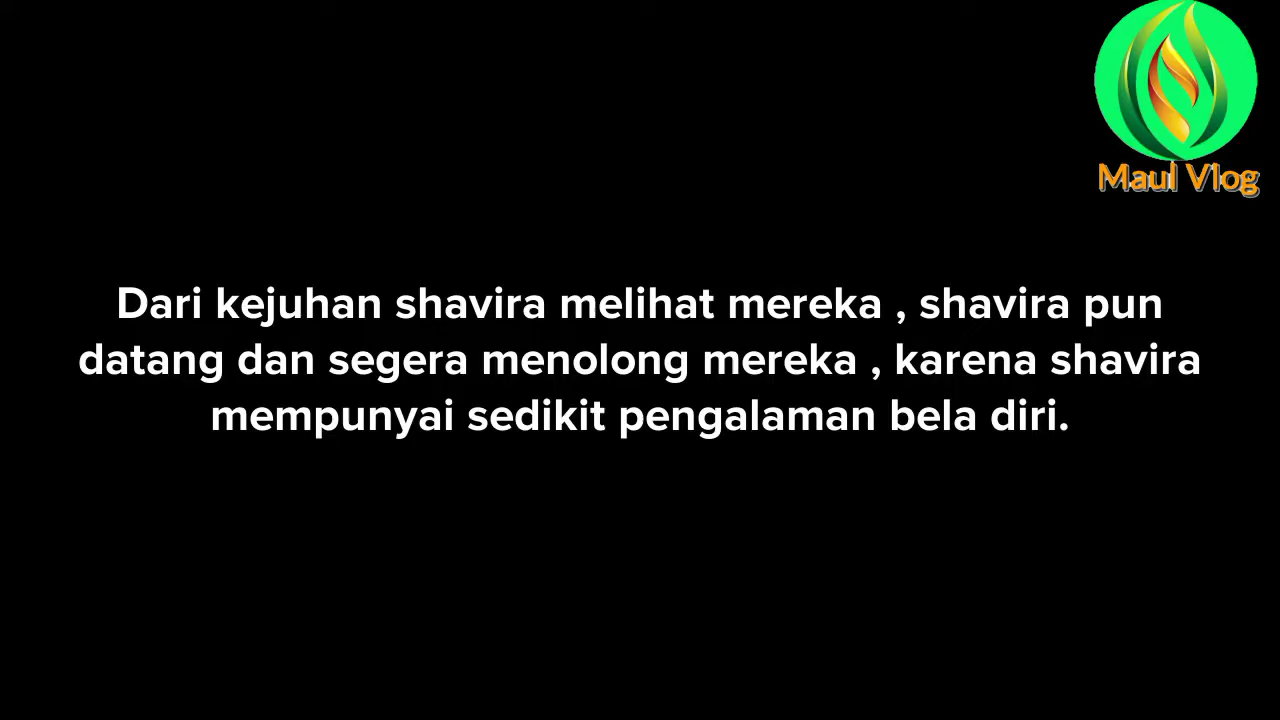 Maul Vlog
Dari kejuhan shavira melihat mereka , shavira pun
datang dan segera menolong mereka , karena shavira
mempunyai sedikit pengalaman bela diri.